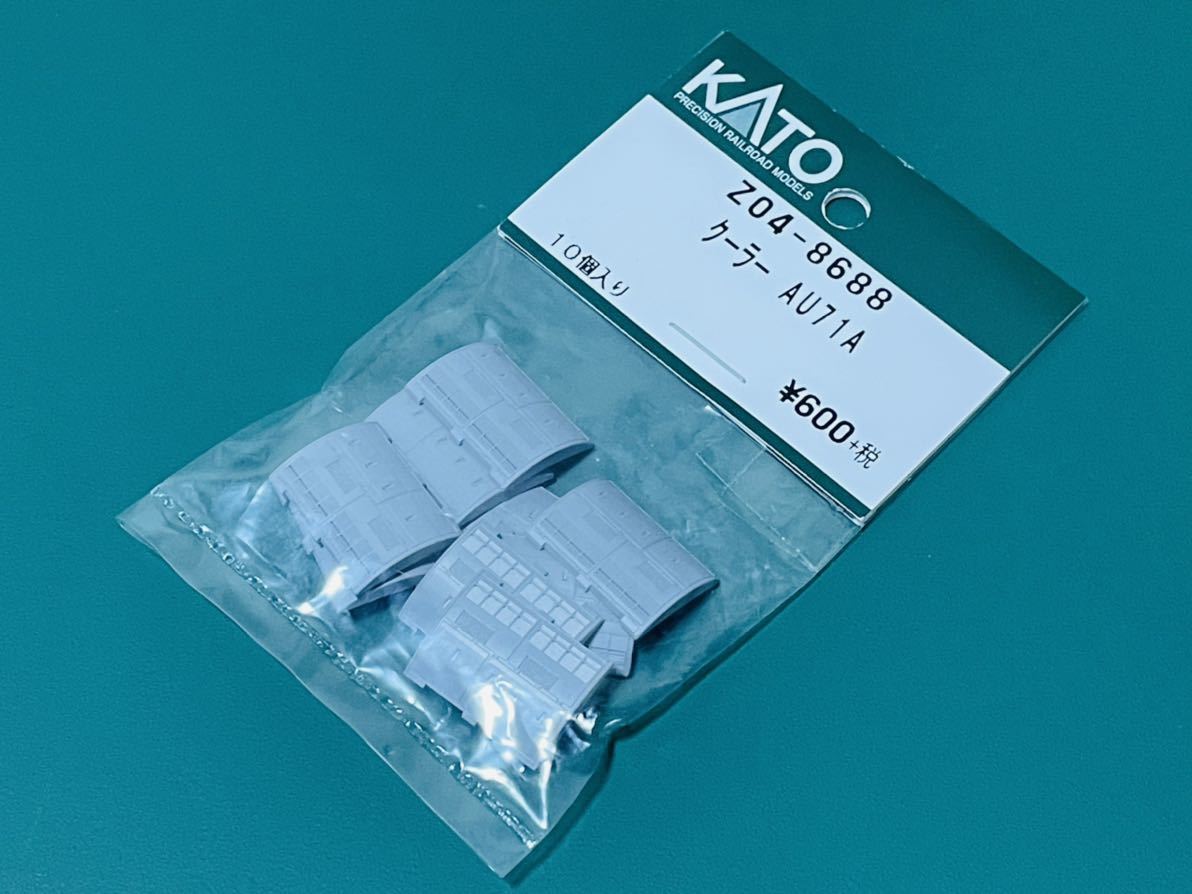 KATO
PRECISION RAILROAD MODELS
Z04-8688
クーラー AU71A
10個入り
¥600+税